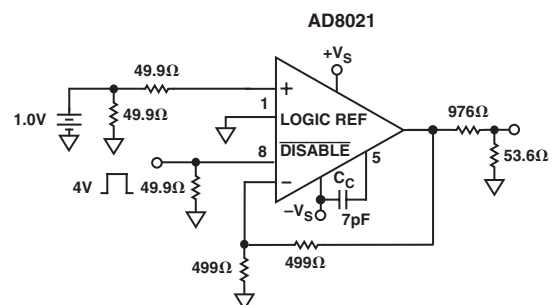 AD8021
+VS
49.9Ω
49.9Ω
1.0V
+
1
LOGIC REF
976Ω
8
DISABLE
5
53.6Ω
4V
49.9Ω
–
CC
–VS
7pF
499Ω
499Ω